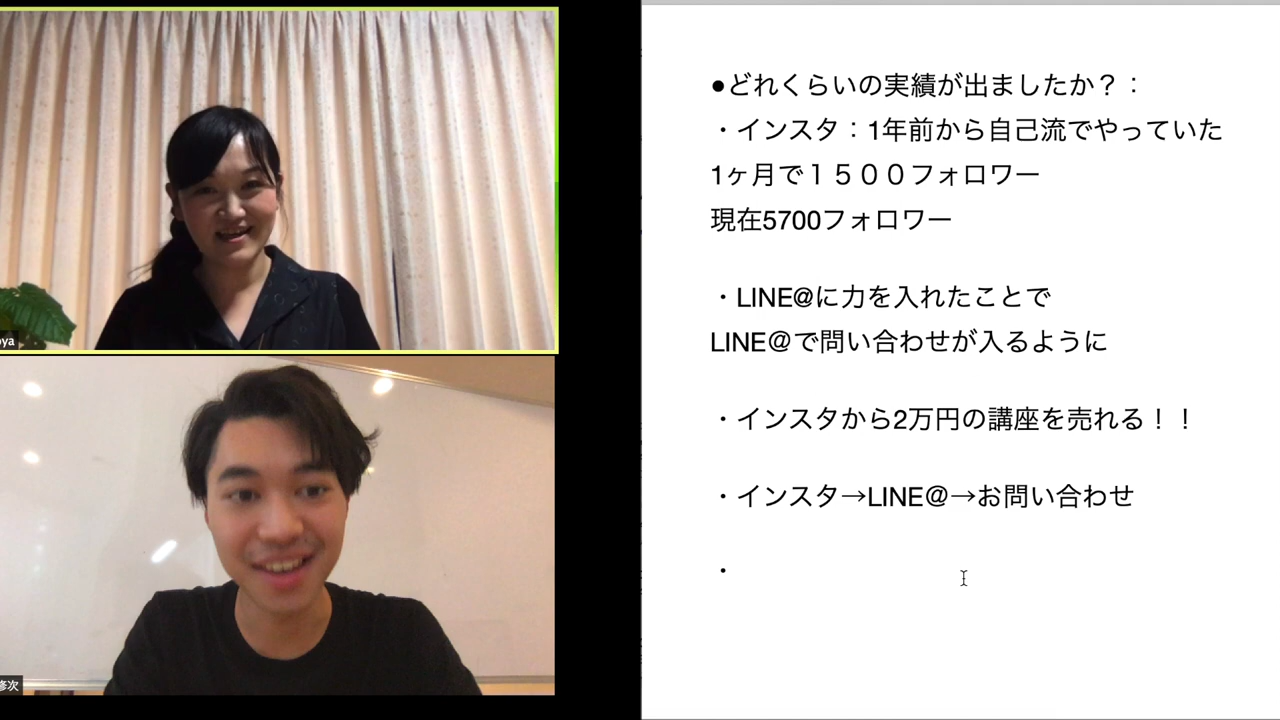 oya
修次
●どれくらいの実績が出ましたか？：
・インスタ：1年前から自己流でやっていた
1ヶ月で１５００フォロワー
現在5700フォロワー
・LINE@に力を入れたことで
LINE＠で問い合わせが入るように
・インスタから2万円の講座を売れる！！
・インスタ→LINE＠→お問い合わせ
・